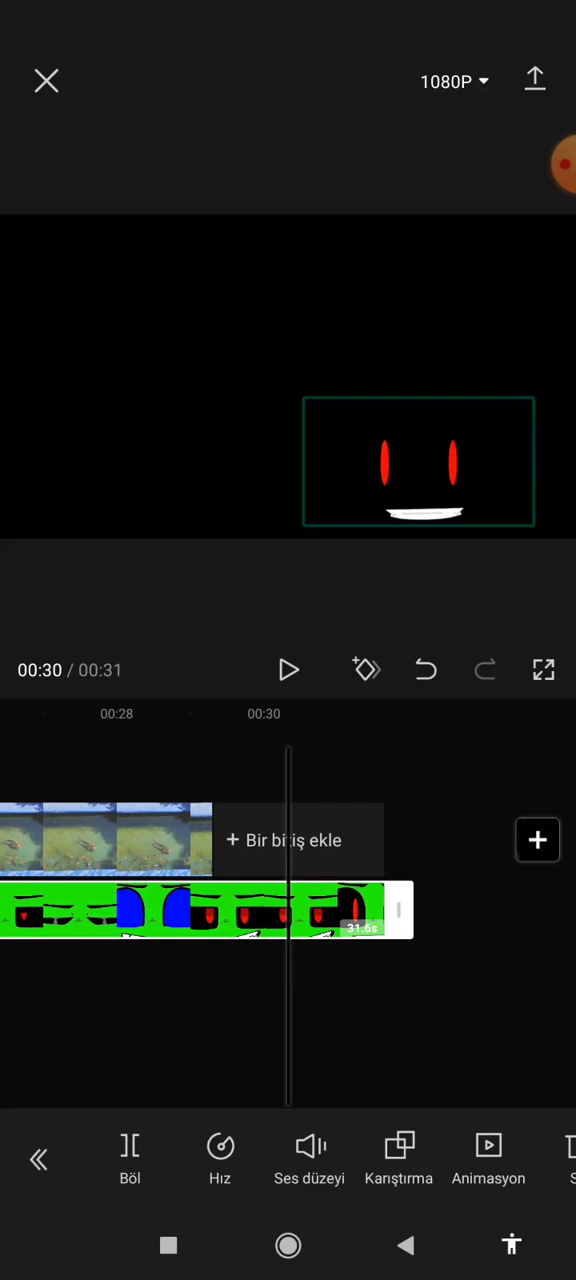 1080P
00:30 / 00:31
00:28
00:30
+ Bir bitiş ekle
31.6s
Böl
Hız
Ses düzeyi
Karıştırma
Animasyon
S